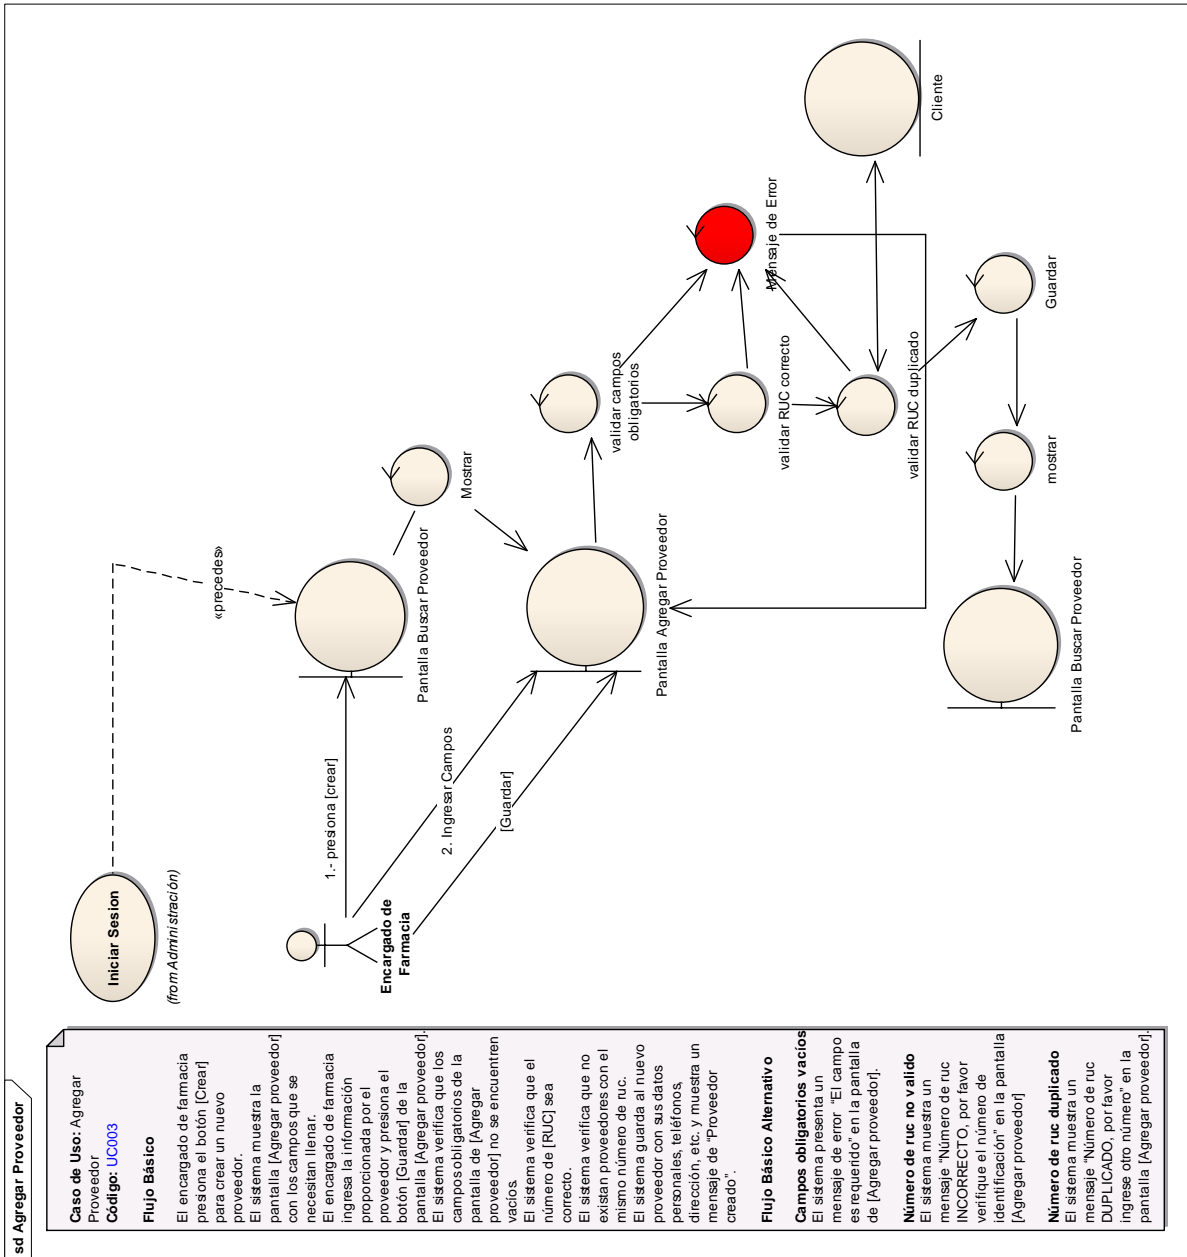 sd Agregar Proveedor
Caso de Uso: Agregar
Proveedor
Código: UC003
Flujo Básico
El encargado de farmacia
presiona el botón [Crear]
para crear un nuevo
proveedor.
El sistema muestra la
pantalla [Agregar proveedor]
con los campos que se
necesitan llenar.
El encargado de farmacia
ingresa la información
proporcionada por el
proveedor y presiona el
botón [Guardar] de la
pantalla [Agregar proveedor].
El sistema verifica que los
campos obligatorios de la
pantalla de [Agregar
proveedor] no se encuentren
vacíos.
El sistema verifica que el
número de [RUC] sea
correcto.
El sistema verifica que no
existan proveedores con el
mismo número de ruc.
El sistema guarda al nuevo
proveedor con sus datos
personales, teléfonos,
dirección, etc. y muestra un
mensaje de “Proveedor
creado”.
Flujo Básico Alternativo
Campos obligatorios vacíos
El sistema presenta un
mensaje de error “El campo
es requerido” en la pantalla
de [Agregar proveedor].
Número de ruc no valido
El sistema muestra un
mensaje “Número de ruc
INCORRECTO, por favor
verifique el número de
identificación” en la pantalla
[Agregar proveedor]
Número de ruc duplicado
El sistema muestra un
mensaje “Número de ruc
DUPLICADO, por favor
ingrese otro número” en la
pantalla [Agregar proveedor].
Iniciar Sesion
(from Administración)
«precedes»
Encargado de
Farmacia
1.- presiona [crear]
2. Ingresar Campos
[Guardar]
Pantalla Buscar Proveedor
Mostrar
Pantalla Agregar Proveedor
validar campos
obligatorios
Mensaje de Error
validar RUC correcto
validar RUC duplicado
Cliente
Guardar
mostrar
Pantalla Buscar Proveedor